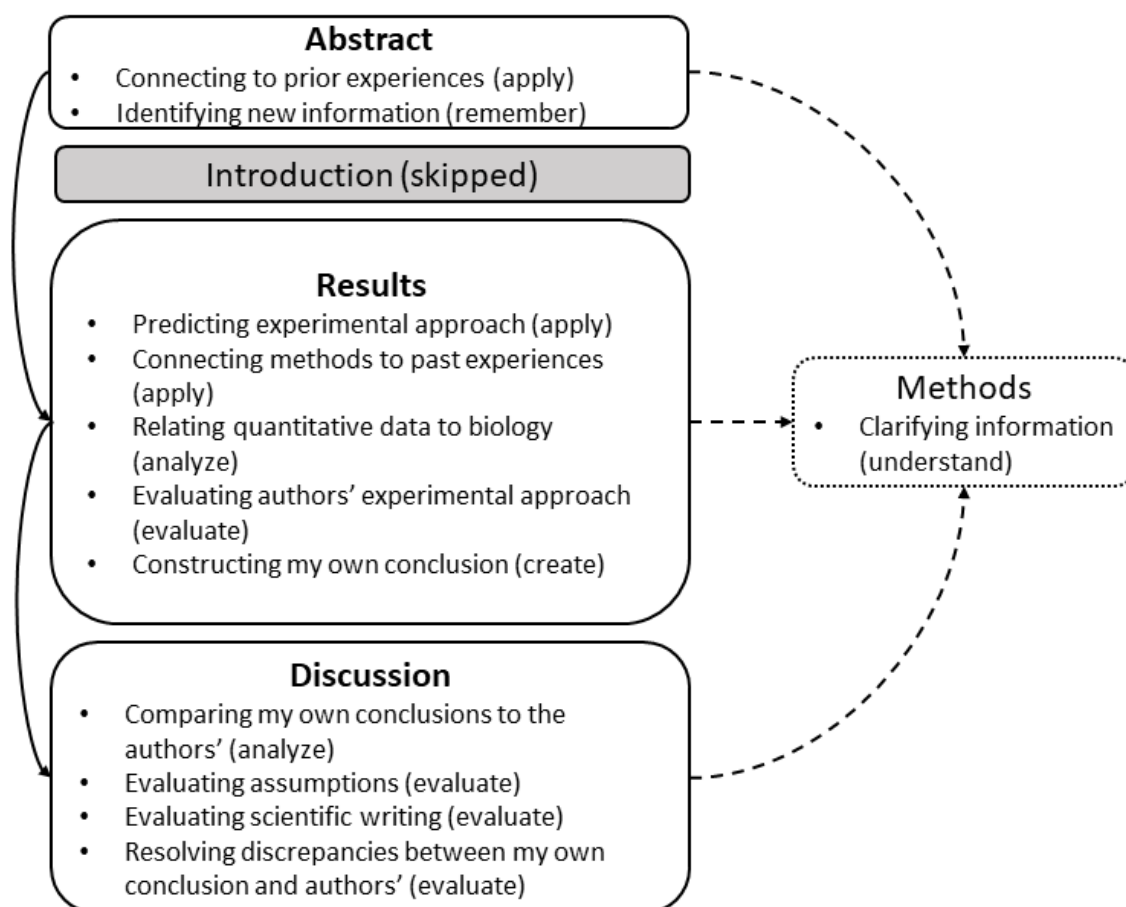 Abstract
• Connecting to prior experiences (apply)
• Identifying new information (remember)
Introduction (skipped)
Results
• Predicting experimental approach (apply)
• Connecting methods to past experiences
(apply)
• Relating quantitative data to biology
(analyze)
• Evaluating authors’ experimental approach
(evaluate)
• Constructing my own conclusion (create)
Methods
• Clarifying information
(understand)
Discussion
• Comparing my own conclusions to the
authors’ (analyze)
• Evaluating assumptions (evaluate)
• Evaluating scientific writing (evaluate)
• Resolving discrepancies between my own
conclusion and authors’ (evaluate)